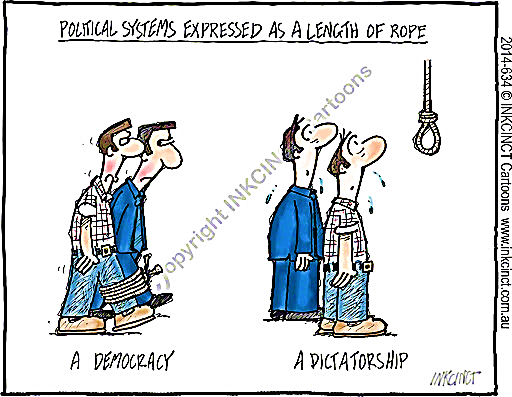 POLITICAL SYSTEMS EXPRESSED AS A LENGTH OF ROPE
Copyright INKCINCT Cartoons
A DEMOCRACY
A DICTATORSHIP
INKCINCT
2014-634 © INKCINCT Cartoons www.inkcinct.com.au